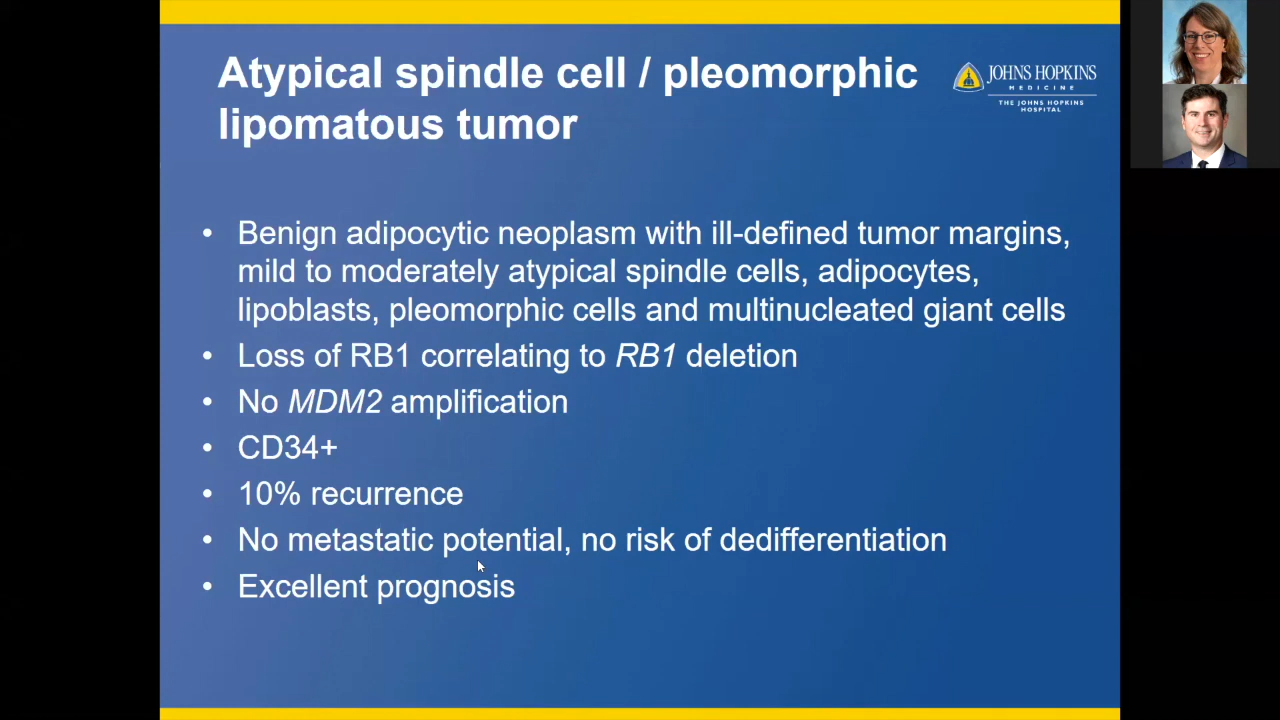 Atypical spindle cell / pleomorphic
lipomatous tumor
JOHNS HOPKINS
MEDICINE
THE JOHNS HOPKINS
HOSPITAL
• Benign adipocytic neoplasm with ill-defined tumor margins,
mild to moderately atypical spindle cells, adipocytes,
lipoblasts, pleomorphic cells and multinucleated giant cells
• Loss of RB1 correlating to RB1 deletion
• No MDM2 amplification
• CD34+
• 10% recurrence
• No metastatic potential, no risk of dedifferentiation
• Excellent prognosis